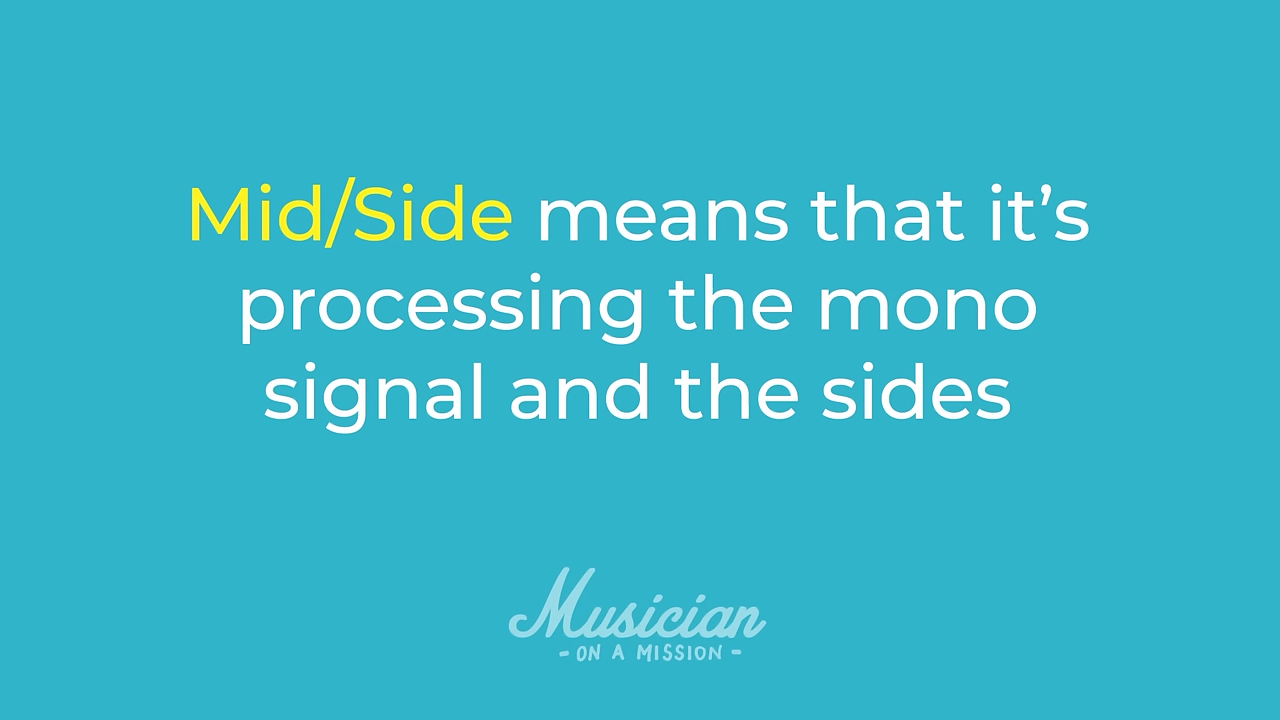 Mid/Side means that it’s
processing the mono
signal and the sides
Musician
- ON A MISSION -